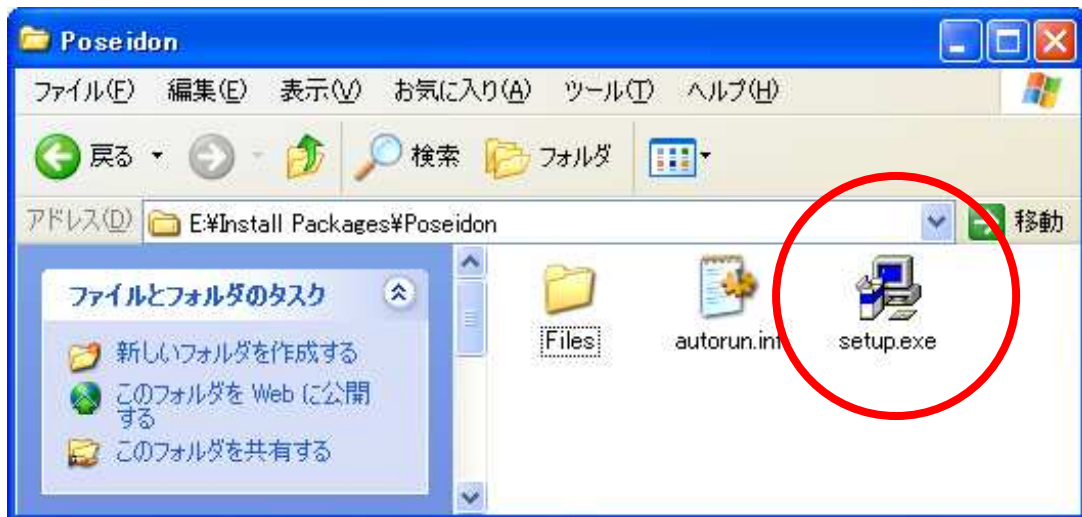 Poseidon
ファイル(F) 編集(E) 表示(V) お気に入り(A) ツール(T) ヘルプ(H)
戻る 検索 フォルダ
アドレス(D) E:¥Install Packages¥Poseidon 移動
ファイルとフォルダのタスク
新しいフォルダを作成する
このフォルダを Web に公開
する
このフォルダを共有する
Files autorun.inf setup.exe